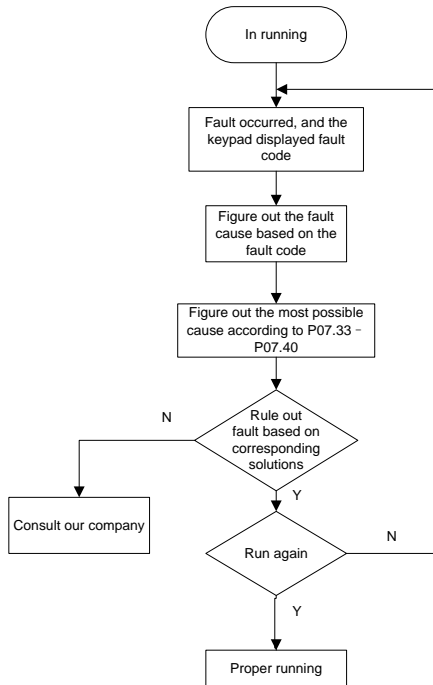 In running
Fault occurred, and the
keypad displayed fault
code
Figure out the fault
cause based on the
fault code
Figure out the most possible
cause according to P07.33﹣
P07.40
N
Rule out
fault based on
corresponding
solutions
Y
Consult our company
Run again
N
Y
Proper running